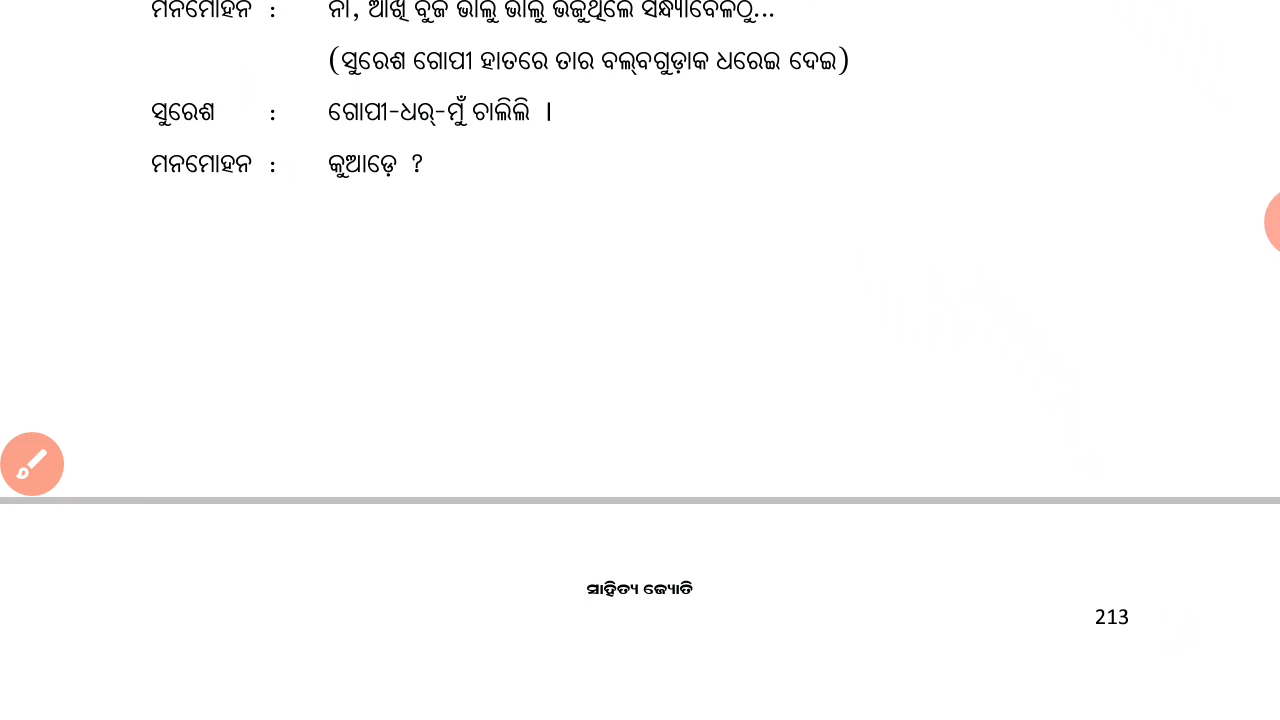 ମନମୋହନ : ନା, ଆଖି ବୁଜି ଭାଲୁ ଭାଲୁ ଭଜୁଥିଲେ ସନ୍ଧ୍ୟାବେଳଠୁ...
(ସୁରେଶ ଗୋପୀ ହାତରେ ତାର ବଲ୍‌ବଗୁଡ଼ାକ ଧରେଇ ଦେଇ)
ସୁରେଶ : ଗୋପୀ-ଧର୍-ମୁଁ ଚାଲିଲି ।
ମନମୋହନ : କୁଆଡ଼େ ?
ସାହିତ୍ୟ ଜ୍ୟୋତି
213